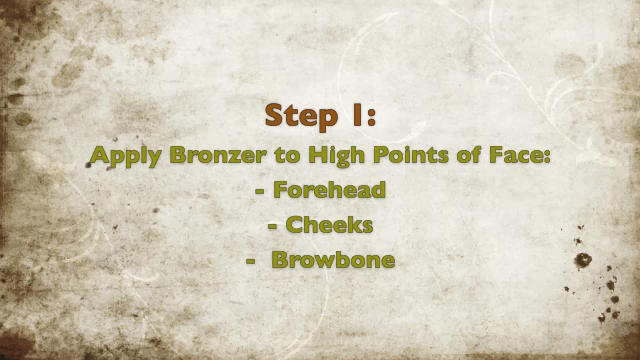 Step 1:
Apply Bronzer to High Points of Face:
- Forehead
- Cheeks
- Browbone